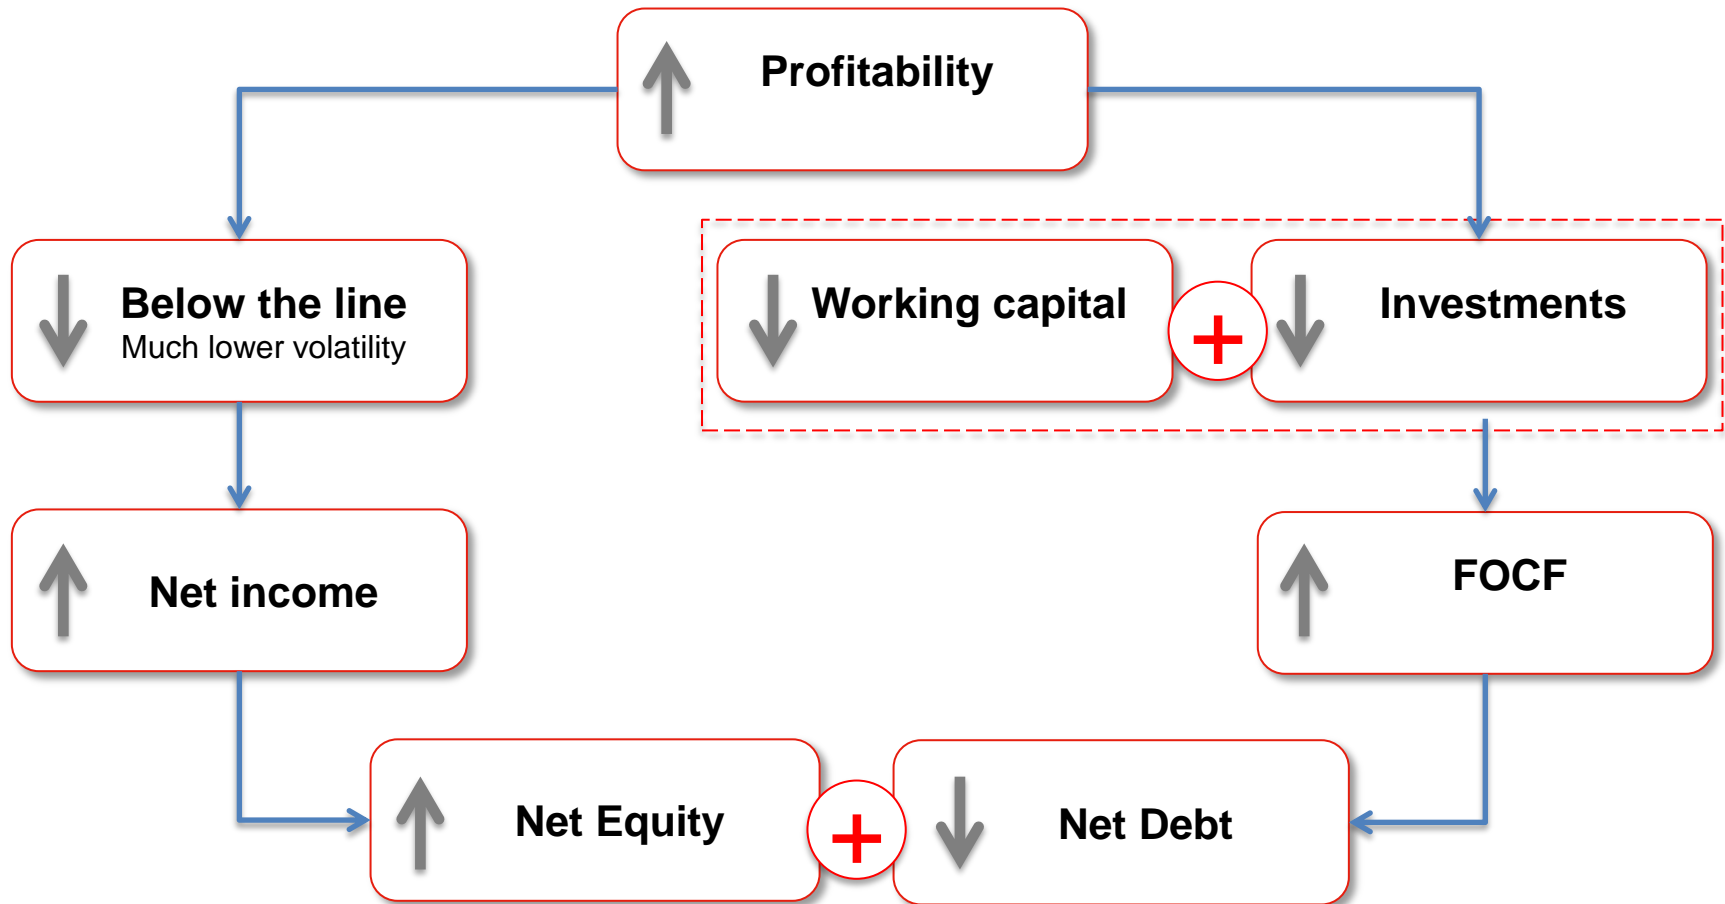 Profitability
Below the line
Much lower volatility
Working capital
+
Investments
Net income
FOCF
Net Equity
+
Net Debt